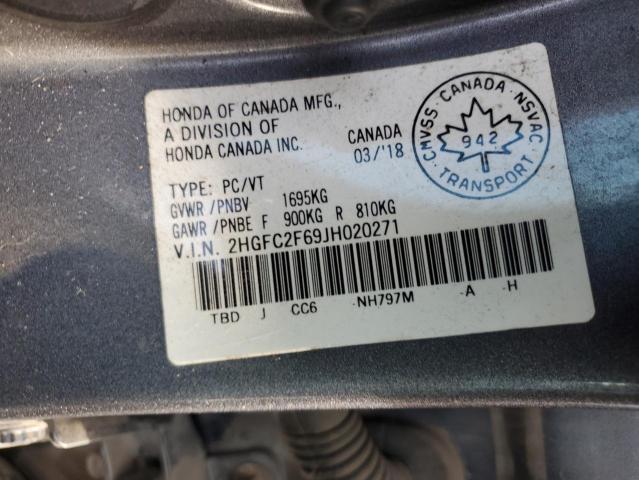 HONDA OF CANADA MFG.,
A DIVISION OF
HONDA CANADA INC.
CANADA
03/'18
TYPE: PC/VT
GVWR /PNBV 1695KG
GAWR /PNBE F 900KG R 810KG
V.I.N. 2HGFC2F69JH020271
TBD J CC6 -NH797M -A -H
CMVSS · CANADA · NSVAC
942
· TRANSPORT ·